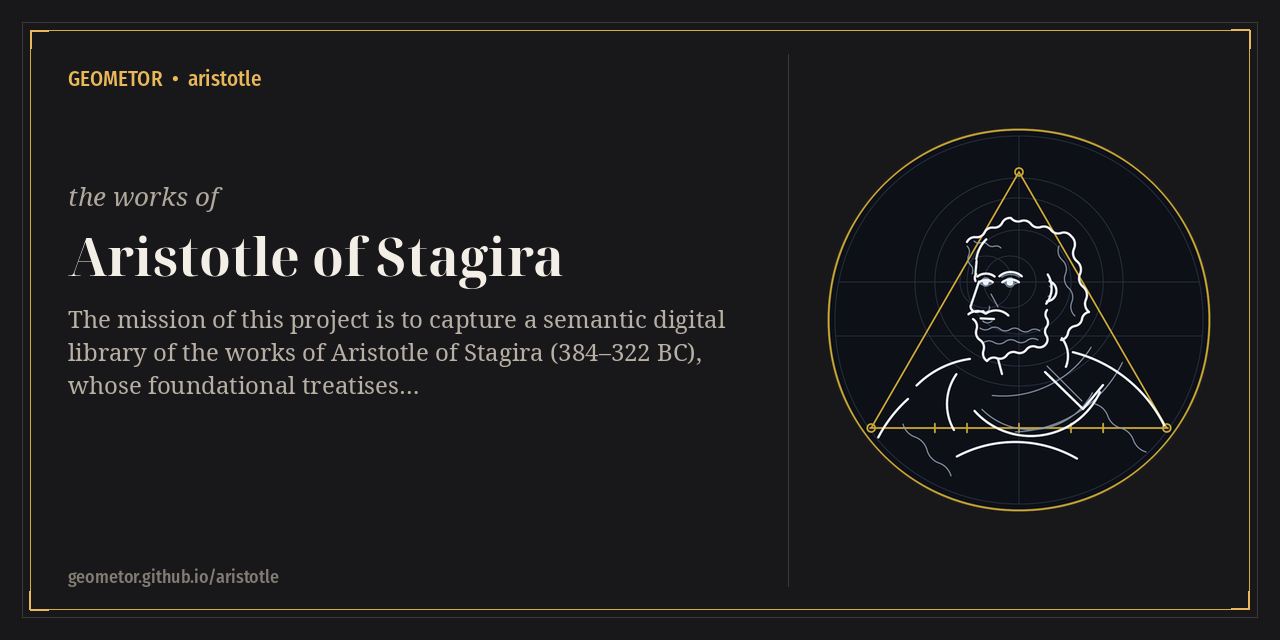 GEOMETOR • aristotle
the works of
Aristotle of Stagira
The mission of this project is to capture a semantic digital
library of the works of Aristotle of Stagira (384–322 BC),
whose foundational treatises...
geometor.github.io/aristotle